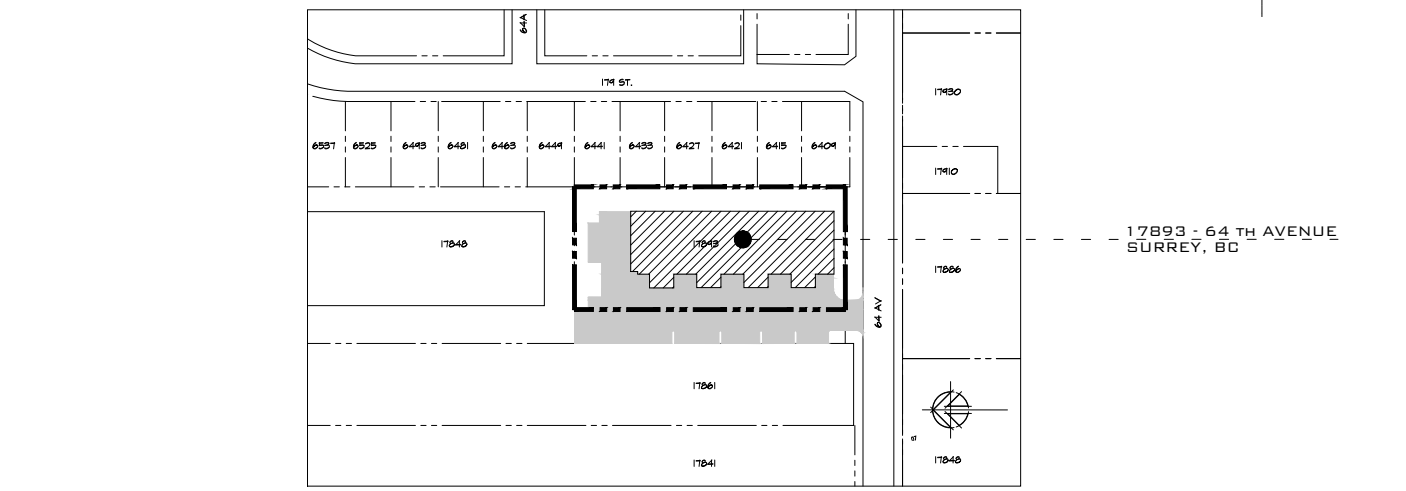 64A
179 ST.
17930
6537 6525 6493 6481 6463 6449 6441 6433 6427 6421 6415 6409
17910
17893 - 64 TH AVENUE
SURREY, BC
17848
17893
17886
64 AV
17861
17848
17841